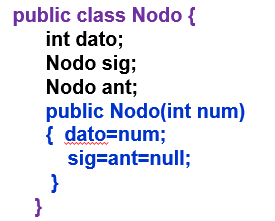 public class Nodo {
int dato;
Nodo sig;
Nodo ant;
public Nodo(int num)
{ dato=num;
sig=ant=null;
}
}